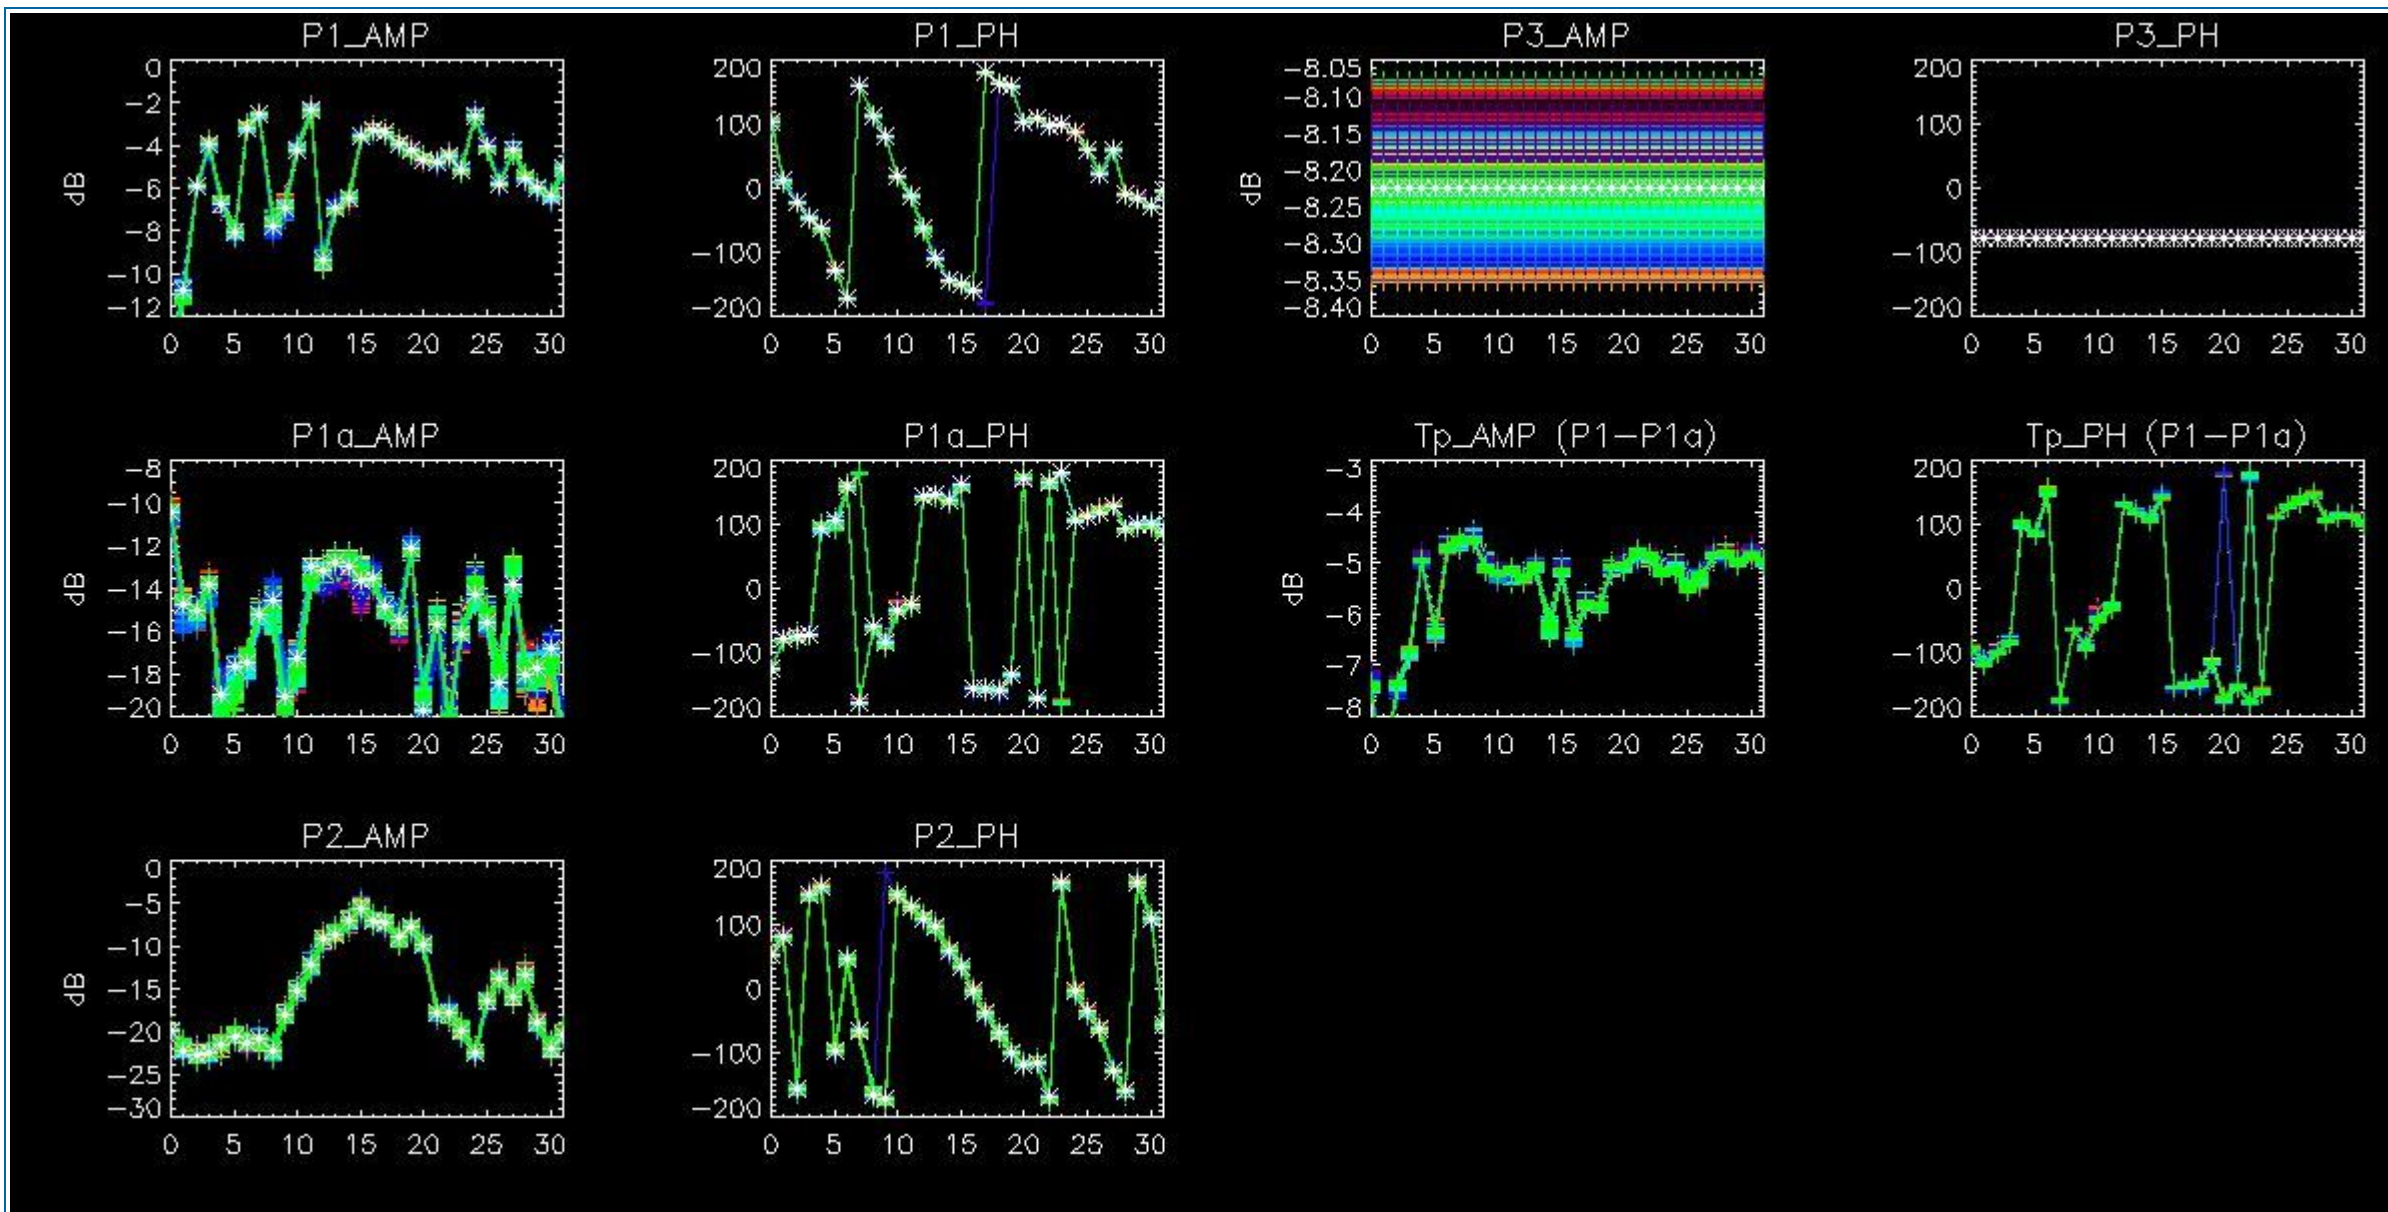 P1_AMP P1_PH P3_AMP P3_PH
0 200 -8.05 200
-2 -8.10
-4 100 -8.15 100
dB -6 0 dB -8.20 0
-8 -8.25
-10 -100 -8.30 -100
-12 -200 -8.35 -200
-8.40
0 5 10 15 20 25 30 0 5 10 15 20 25 30 0 5 10 15 20 25 30 0 5 10 15 20 25 30
P1a_AMP P1a_PH Tp_AMP (P1-P1a) Tp_PH (P1-P1a)
-8 200 -3 200
-10 100 -4 100
-12
dB -14 0 dB -5 0
-16 -6
-18 -100 -7 -100
-20 -200 -8 -200
0 5 10 15 20 25 30 0 5 10 15 20 25 30 0 5 10 15 20 25 30 0 5 10 15 20 25 30
P2_AMP P2_PH
0 200
-5 100
-10
dB -15 0
-20 -100
-25
-30 -200
0 5 10 15 20 25 30 0 5 10 15 20 25 30